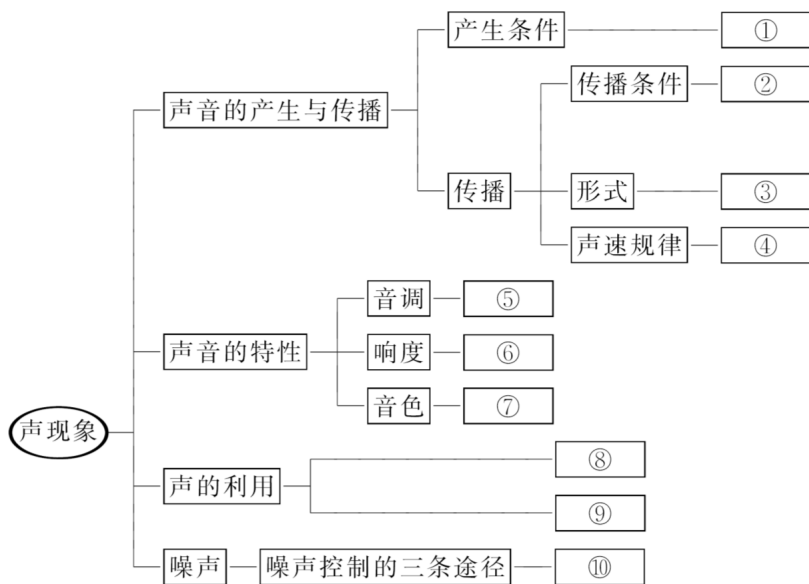 产生条件
①
传播条件
②
声音的产生与传播
传播
形式
③
声速规律
④
音调
⑤
声音的特性
响度
⑥
音色
⑦
声现象
⑧
声的利用
⑨
噪声
噪声控制的三条途径
⑩